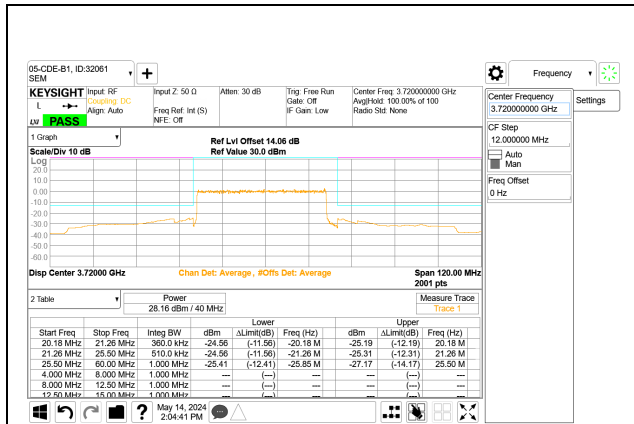 05-CDE-B1, ID:32061
SEM
Frequency
KEYSIGHT
L
LXI PASS
Input: RF
Coupling: DC
Align: Auto
Input Z: 50 Ω
Freq Ref: Int (S)
NFE: Off
Atten: 30 dB
Trig: Free Run
Gate: Off
IF Gain: Low
Center Freq: 3.720000000 GHz
Avg|Hold: 100.00% of 100
Radio Std: None
Center Frequency
3.720000000 GHz
Settings
CF Step
12.000000 MHz
Auto
Man
Freq Offset
0 Hz
1 Graph
Scale/Div 10 dB
Ref Lvl Offset 14.06 dB
Ref Value 30.0 dBm
Log
20.0
10.0
0.00
-10.0
-20.0
-30.0
-40.0
-50.0
-60.0
Disp Center 3.72000 GHz
Chan Det: Average, #Offs Det: Average
Span 120.00 MHz
2001 pts
2 Table
Power
28.16 dBm / 40 MHz
Measure Trace
Trace 1
Lower Upper
Start Freq Stop Freq Integ BW dBm ΔLimit(dB) Freq (Hz) dBm ΔLimit(dB) Freq (Hz)
20.18 MHz 21.26 MHz 360.0 kHz -24.56 (-11.56) -20.18 M -25.19 (-12.19) 20.18 M
21.26 MHz 25.50 MHz 510.0 kHz -24.56 (-11.56) -21.26 M -25.31 (-12.31) 21.26 M
25.50 MHz 60.00 MHz 1.000 MHz -25.41 (-12.41) -25.85 M -27.17 (-14.17) 25.50 M
4.000 MHz 8.000 MHz 1.000 MHz --- (---) --- (---) ---
8.000 MHz 12.50 MHz 1.000 MHz --- (---) --- --- (---) ---
12.50 MHz 15.00 MHz 1.000 MHz --- (---) --- --- (---) ---
May 14, 2024
2:04:41 PM